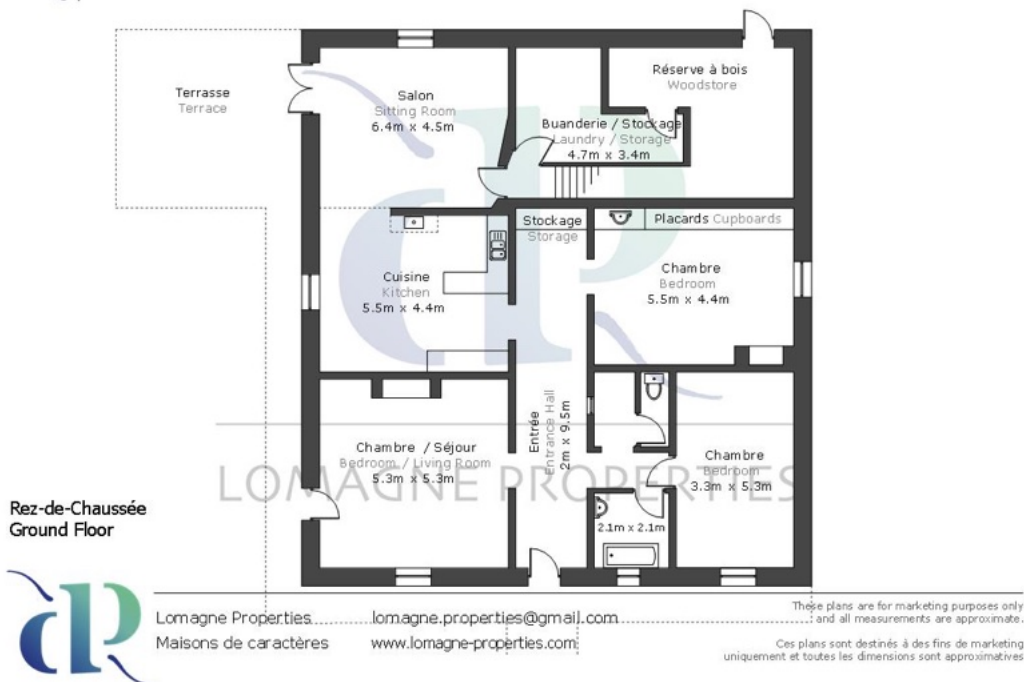 Terrasse
Terrace
Salon
Sitting Room
6.4m x 4.5m
Réserve à bois
Woodstore
Buanderie / Stockage
Laundry / Storage
4.7m x 3.4m
Stockage
Storage
Placards Cupboards
Cuisine
Kitchen
5.5m x 4.4m
Chambre
Bedroom
5.5m x 4.4m
Entrée
Entrance Hall
2m x 9.5m
Chambre / Séjour
Bedroom / Living Room
5.3m x 5.3m
Chambre
Bedroom
3.3m x 5.3m
2.1m x 2.1m
LOMAGNE PROPERTIES
Rez-de-Chaussée
Ground Floor
Lomagne Properties lomagne.properties@gmail.com
Maisons de caractères www.lomagne-properties.com
These plans are for marketing purposes only
and all measurements are approximate.
Ces plans sont destinés à des fins de marketing
uniquement et toutes les dimensions sont approximatives